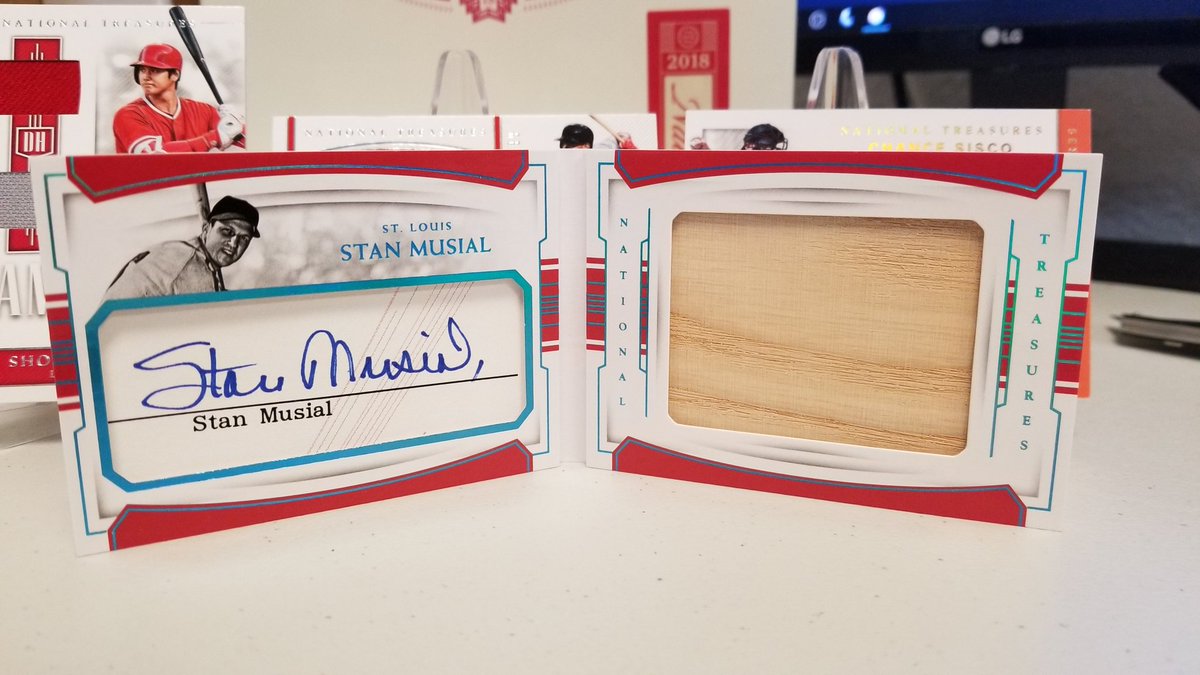 NATIONAL TREASURES
DH
SHO
2018
LG
NATIONAL TREASURES
NATIONAL TREASURES
CHANCE SISCO
ST. LOUIS
STAN MUSIAL
Stan Musial
Stan Musial
NATIONAL
TREASURES